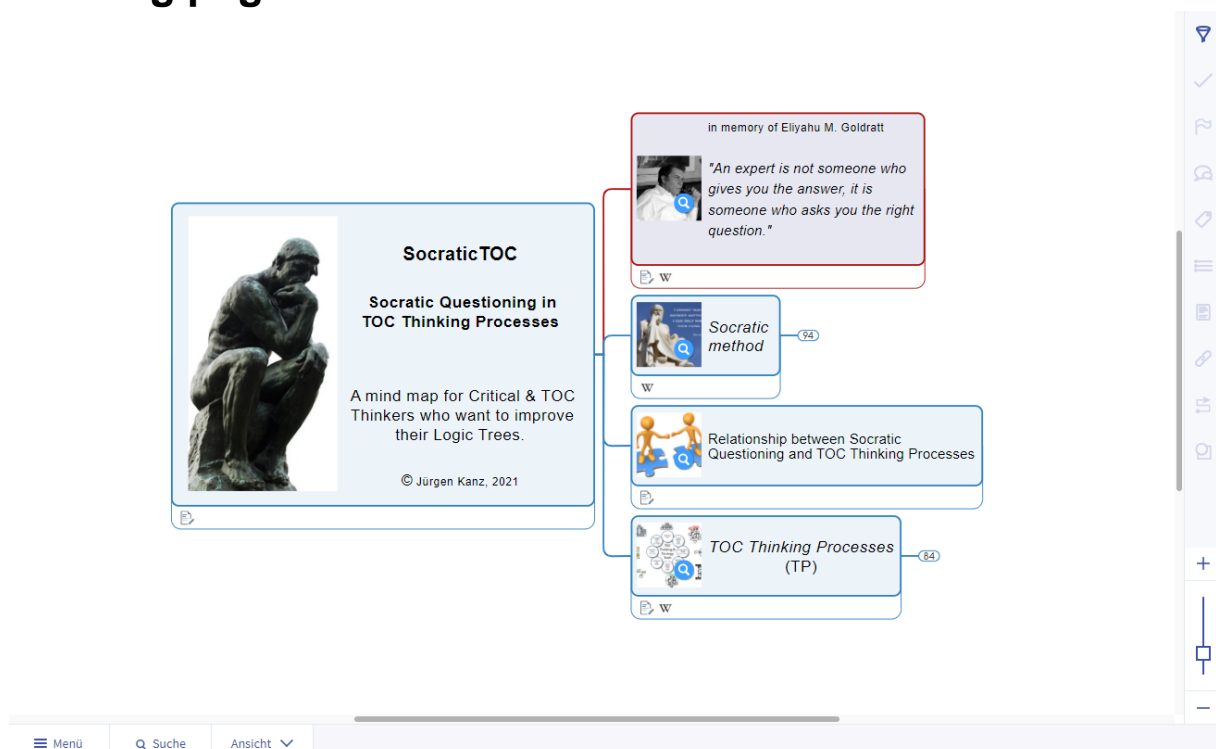 SocraticTOC
Socratic Questioning in
TOC Thinking Processes
A mind map for Critical & TOC
Thinkers who want to improve
their Logic Trees.
© Jürgen Kanz, 2021
in memory of Eliyahu M. Goldratt
"An expert is not someone who
gives you the answer, it is
someone who asks you the right
question."
W
Socratic
method
94
W
Relationship between Socratic
Questioning and TOC Thinking Processes
TOC Thinking Processes
(TP)
84
W
Menü
Suche
Ansicht